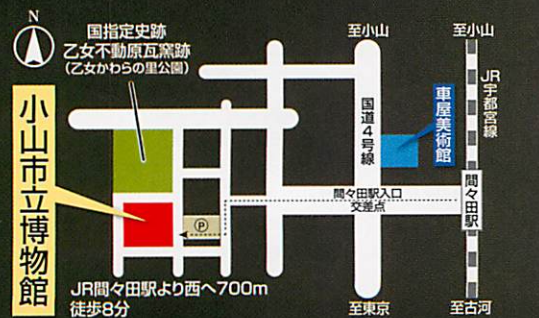 N
国指定史跡
乙女不動原瓦窯跡
(乙女かわらの里公園)
小山市立博物館
至小山
至小山
JR宇都宮線
国道4号線
車屋美術館
間々田駅入口
交差点
間々田駅
P
JR間々田駅より西へ700m
徒歩8分
至東京
至古河